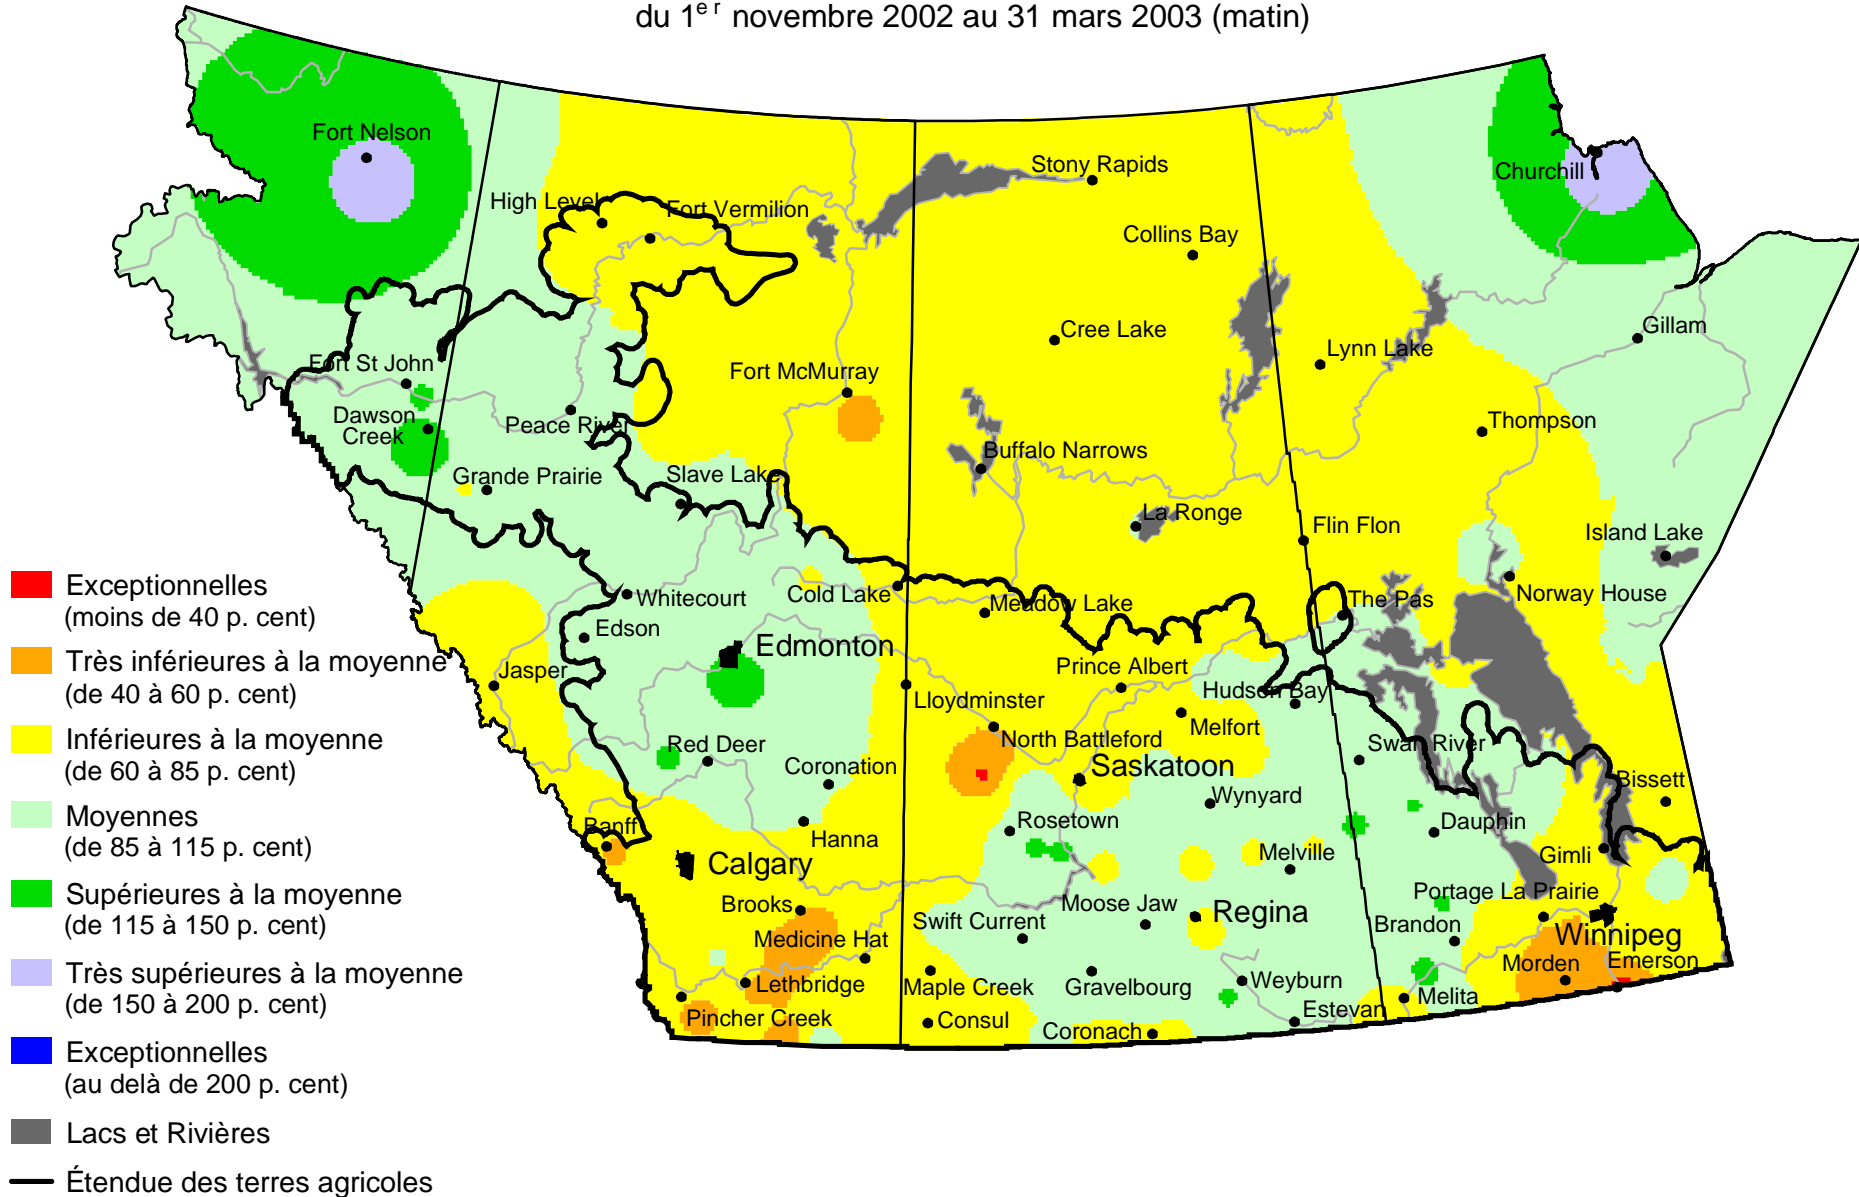 du 1er novembre 2002 au 31 mars 2003 (matin)
Fort Nelson
Stony Rapids
Churchill
High Level
Fort Vermilion
Collins Bay
Cree Lake
Gillam
Lynn Lake
Fort St John
Fort McMurray
Dawson
Creek
Peace River
Thompson
Buffalo Narrows
Grande Prairie
Slave Lake
La Ronge
Flin Flon
Island Lake
Whitecourt
Cold Lake
Meadow Lake
The Pas
Norway House
Edson
Edmonton
Jasper
Prince Albert
Lloydminster
Hudson Bay
Melfort
North Battleford
Red Deer
Swan River
Coronation
Saskatoon
Bissett
Wynyard
Banff
Hanna
Rosetown
Dauphin
Calgary
Melville
Gimli
Brooks
Portage La Prairie
Swift Current
Moose Jaw
Regina
Brandon
Medicine Hat
Winnipeg
Morden
Emerson
Lethbridge
Maple Creek
Gravelbourg
Weyburn
Melita
Pincher Creek
Consul
Coronach
Estevan
Exceptionnelles
(moins de 40 p. cent)
Très inférieures à la moyenne
(de 40 à 60 p. cent)
Inférieures à la moyenne
(de 60 à 85 p. cent)
Moyennes
(de 85 à 115 p. cent)
Supérieures à la moyenne
(de 115 à 150 p. cent)
Très supérieures à la moyenne
(de 150 à 200 p. cent)
Exceptionnelles
(au delà de 200 p. cent)
Lacs et Rivières
Étendue des terres agricoles